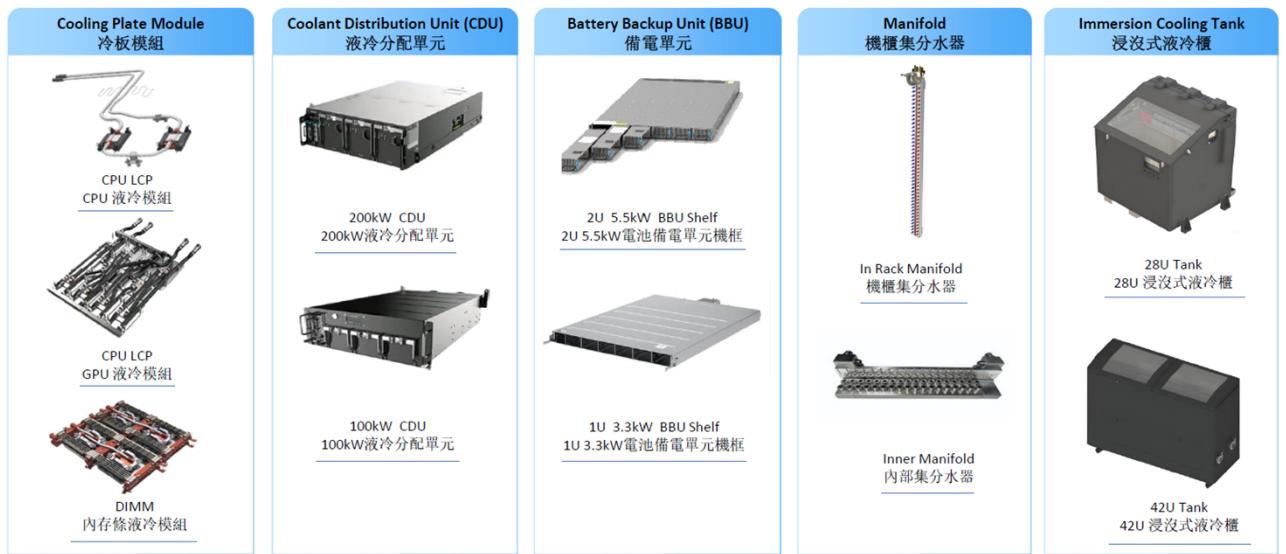 Cooling Plate Module
冷板模組
CPU LCP
CPU 液冷模組
CPU LCP
GPU 液冷模組
DIMM
內存條液冷模組
Coolant Distribution Unit (CDU)
液冷分配單元
200kW CDU
200kW液冷分配單元
100kW CDU
100kW液冷分配單元
Battery Backup Unit (BBU)
備電單元
2U 5.5kW BBU Shelf
2U 5.5kW電池備電單元機框
1U 3.3kW BBU Shelf
1U 3.3kW電池備電單元機框
Manifold
機櫃集分水器
In Rack Manifold
機櫃集分水器
Inner Manifold
內部集分水器
Immersion Cooling Tank
浸沒式液冷櫃
28U Tank
28U 浸沒式液冷櫃
42U Tank
42U 浸沒式液冷櫃